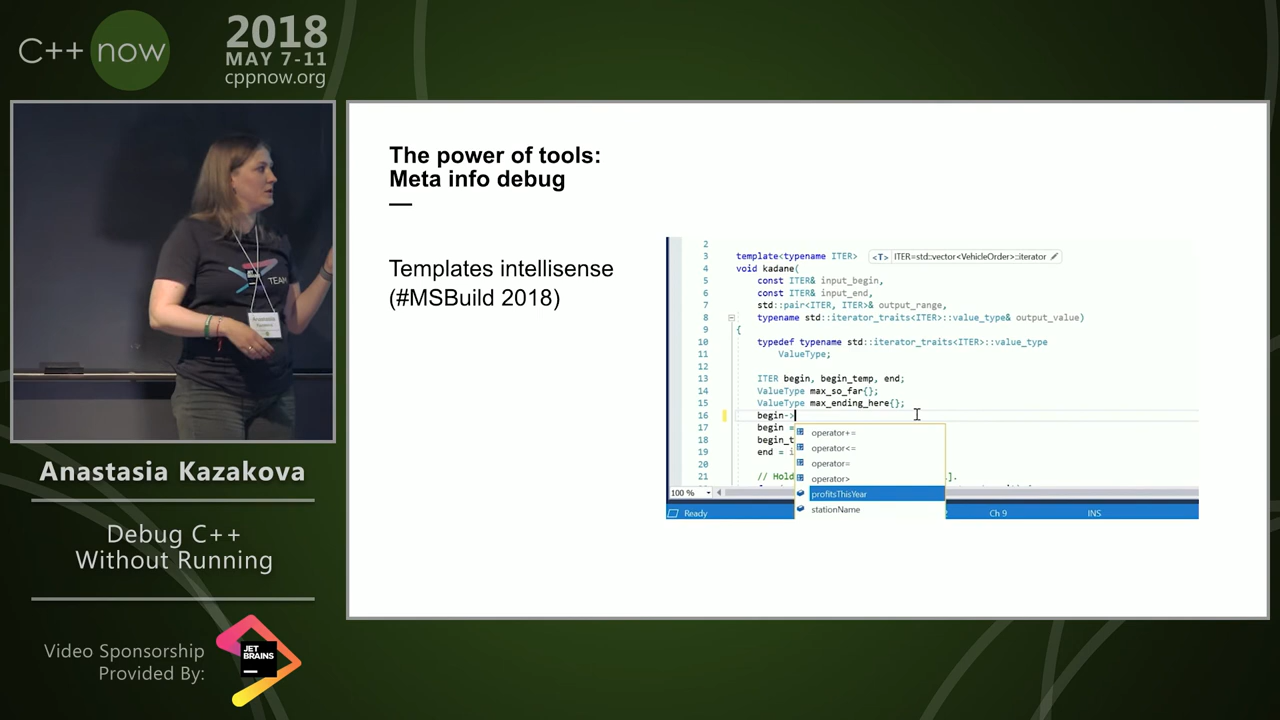 C++ now
2018
MAY 7-11
cppnow.org
TEAM
Anastasia
Anastasia Kazakova
Debug C++
Without Running
Video Sponsorship
Provided By:
JET
BRAINS
The power of tools:
Meta info debug
Templates intellisense
(#MSBuild 2018)
2
3 template<typename ITER> <T> ITER=std::vector<VehicleOrder>::iterator
4 void kadane(
5 const ITER& input_begin,
6 const ITER& input_end,
7 std::pair<ITER, ITER>& output_range,
8 typename std::iterator_traits<ITER>::value_type& output_value)
9 {
10 typedef typename std::iterator_traits<ITER>::value_type
11 ValueType;
12
13 ITER begin, begin_temp, end;
14 ValueType max_so_far{};
15 ValueType max_ending_here{};
16 begin->
17 begin =
18 begin_t
19 end = i
20
21 // Hold ].
operator+=
operator<=
operator=
operator>
profitsThisYear
stationName
100 %
Ready Ch 9 INS